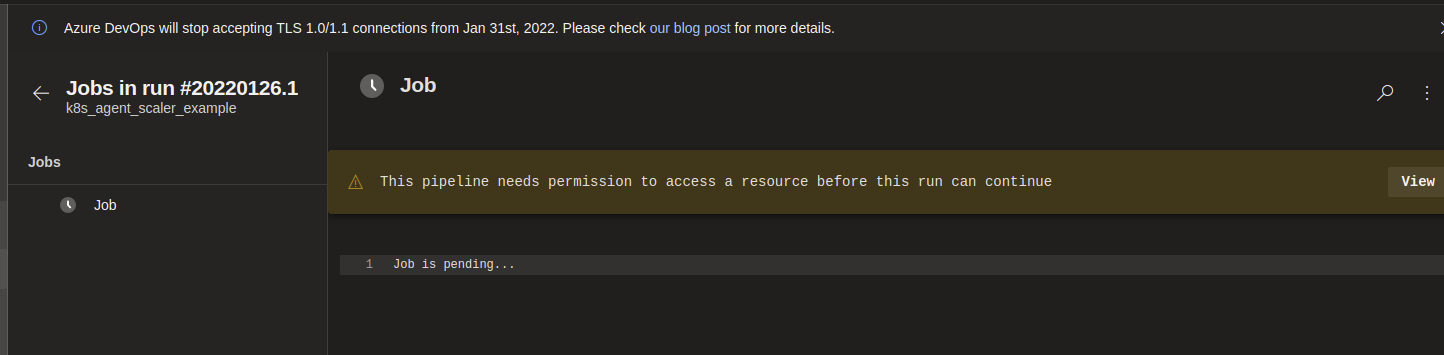 Azure DevOps will stop accepting TLS 1.0/1.1 connections from Jan 31st, 2022. Please check our blog post for more details.
Jobs in run #20220126.1
k8s_agent_scaler_example
Jobs
Job
Job
This pipeline needs permission to access a resource before this run can continue
View
1 Job is pending...